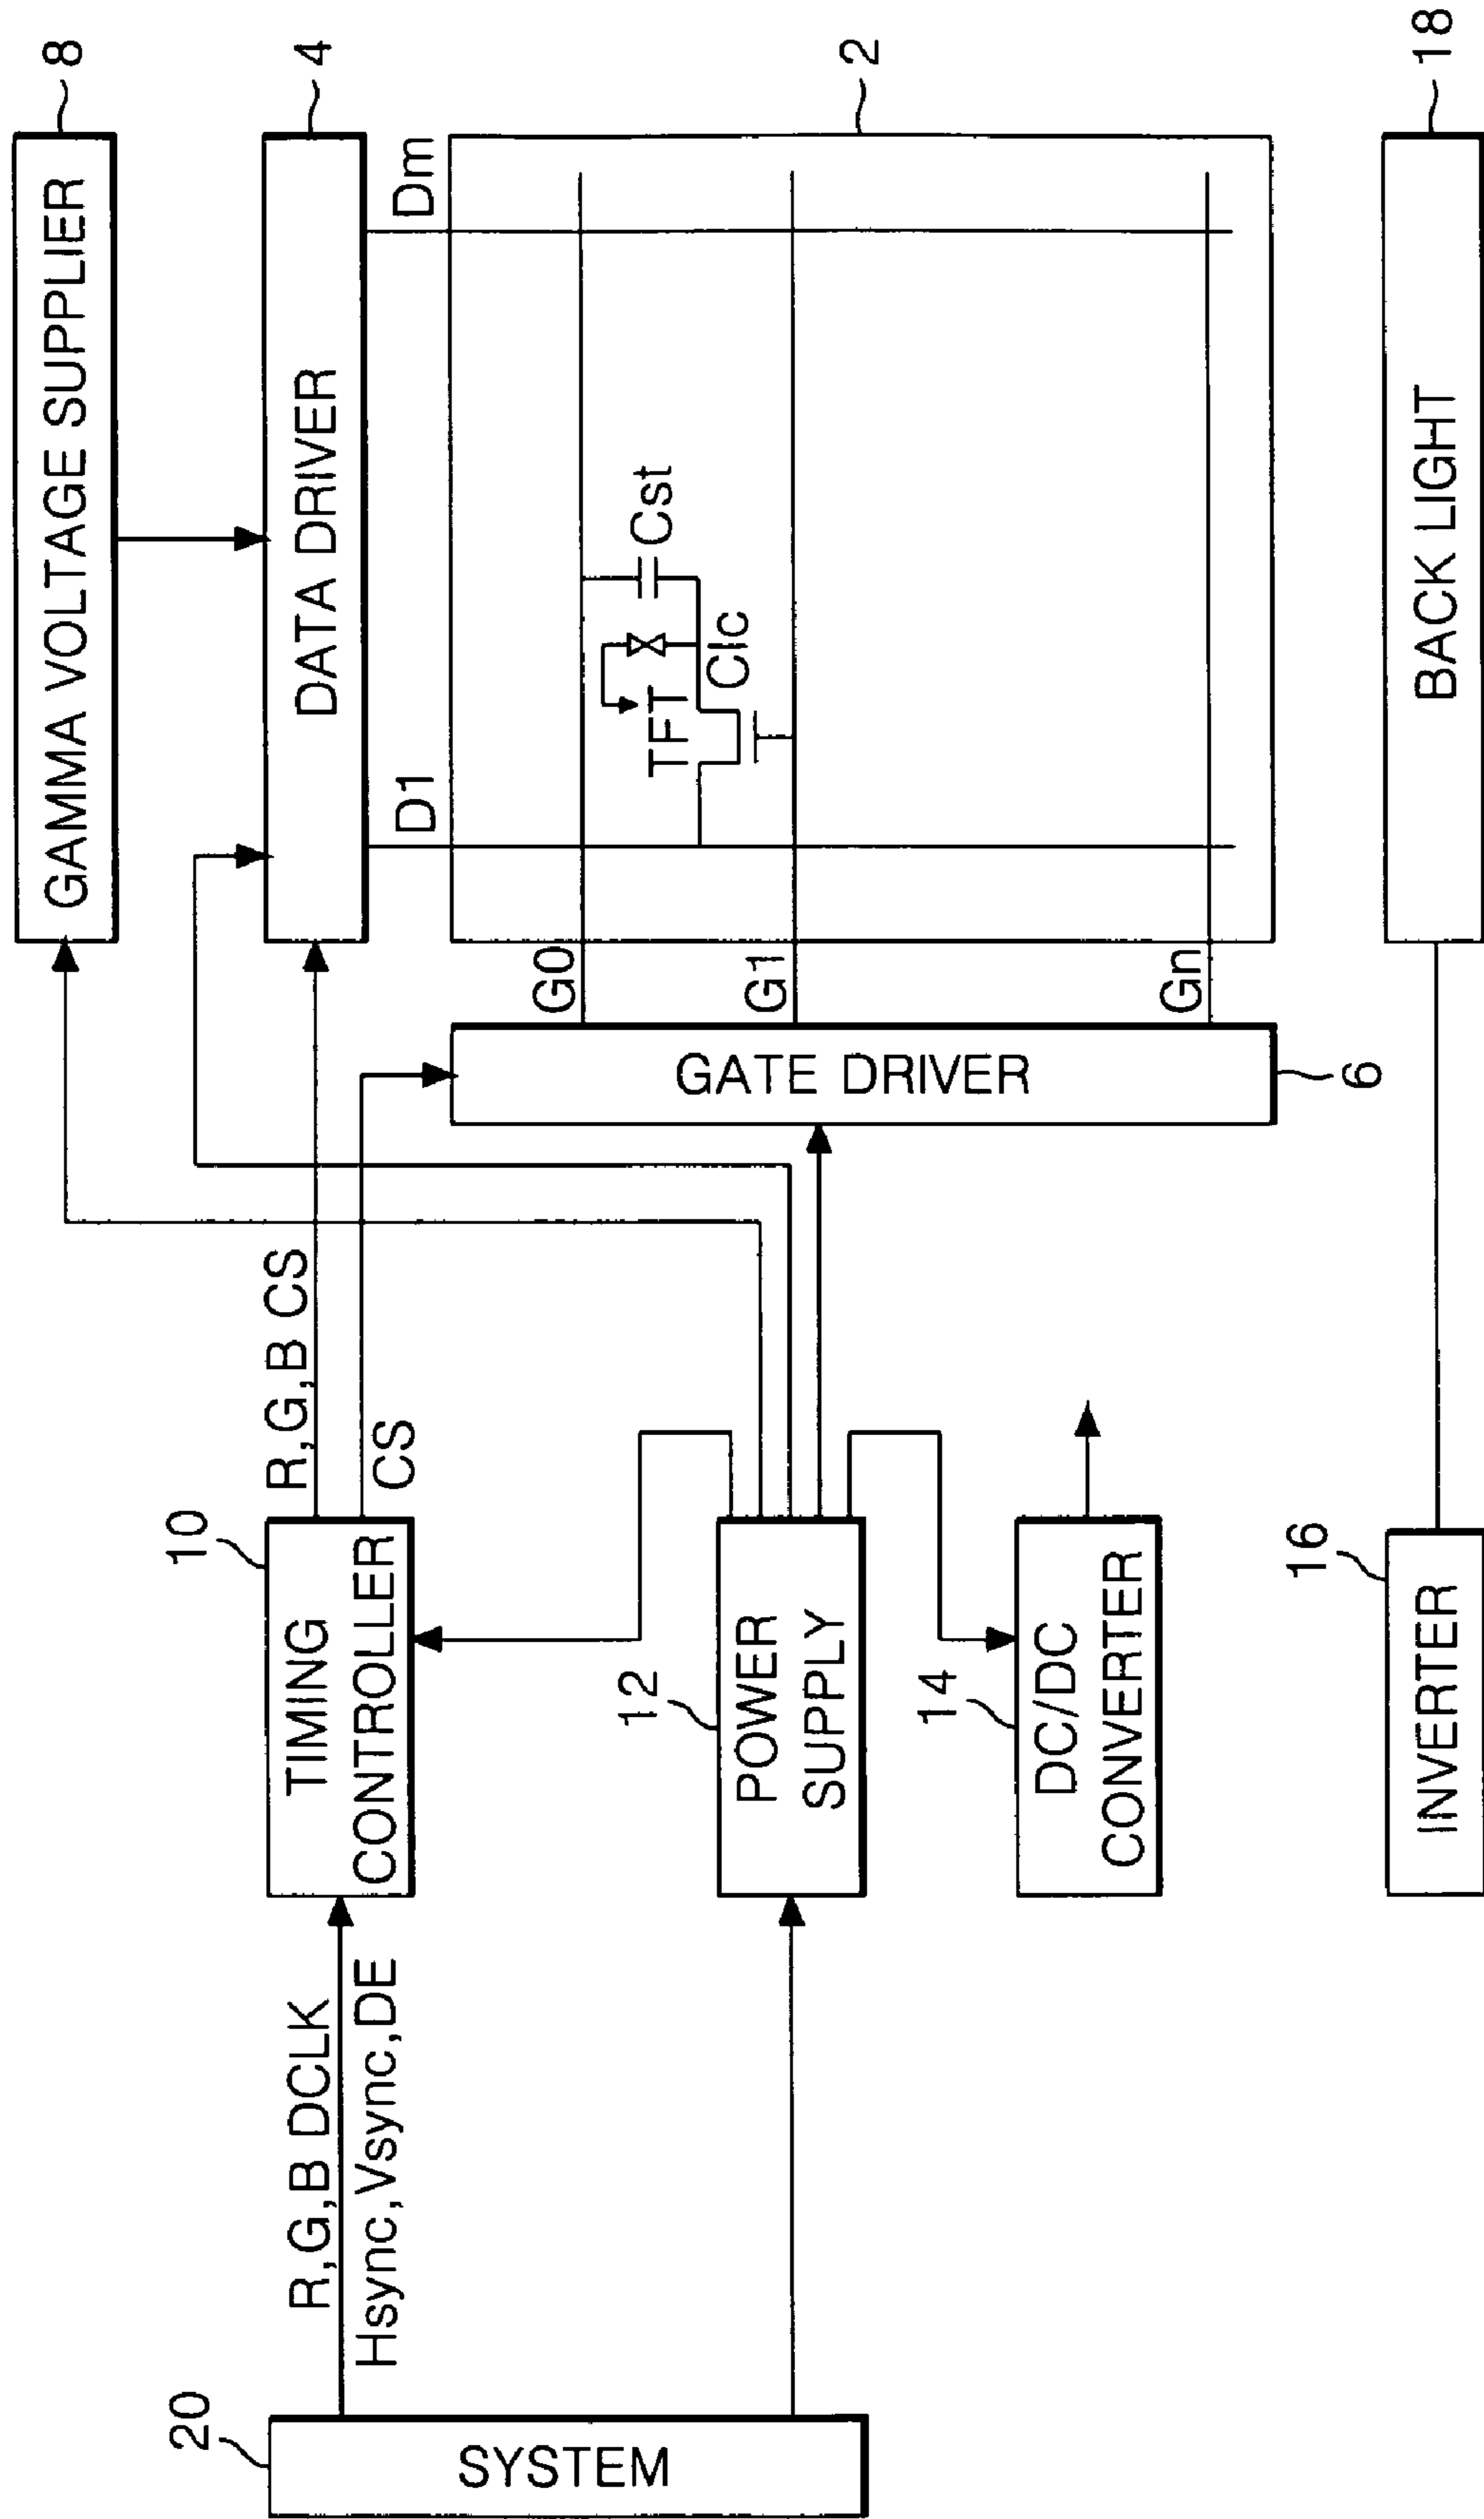 GAMMA VOLTAGE SUPPLIER
8
10
R,G,B CS
DATA DRIVER
4
20
R,G,B DCLK
TIMING
CONTROLLER
Hsync,Vsync,DE
CS
D1
Dm
SYSTEM
G0
TFT
Cst
Clc
2
12
POWER
SUPPLY
GATE DRIVER
G1
14
DC/DC
CONVERTER
Gn
6
16
INVERTER
BACK LIGHT
18